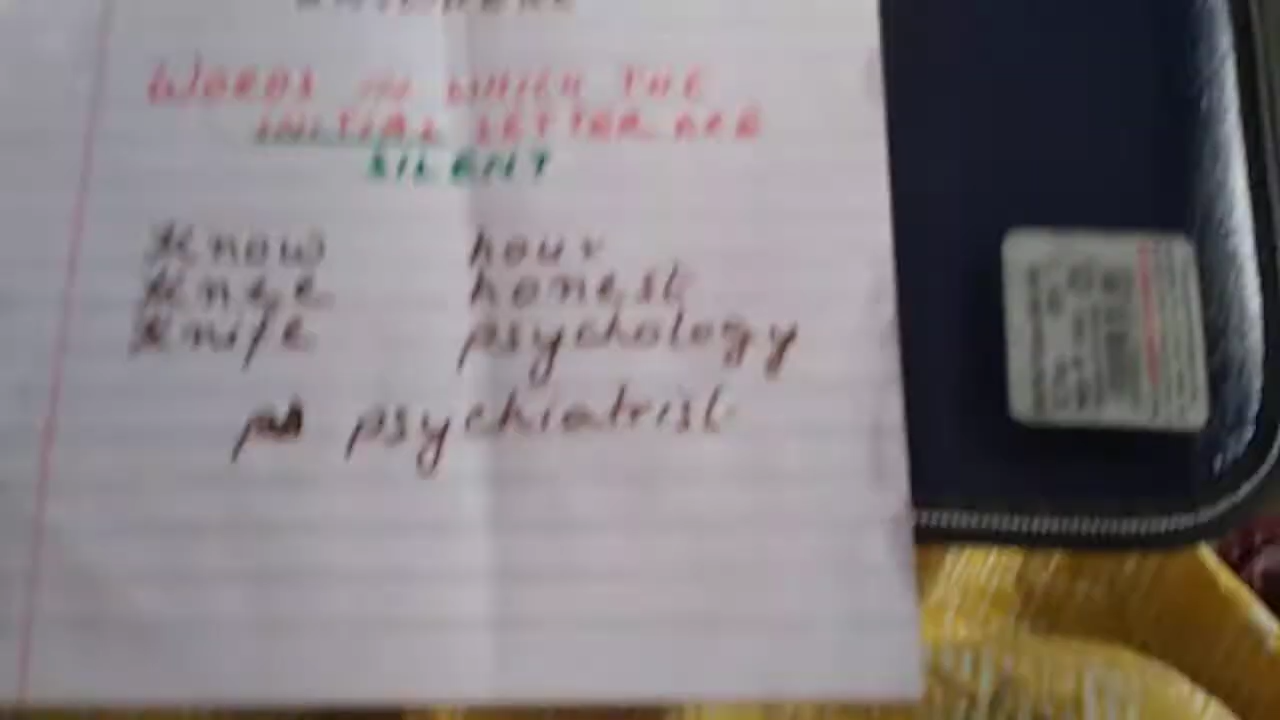 WORDS IN WHICH THE
INITIAL LETTER ARE
SILENT
Know hour
Knee honest
Knife psychology
psychiatrist